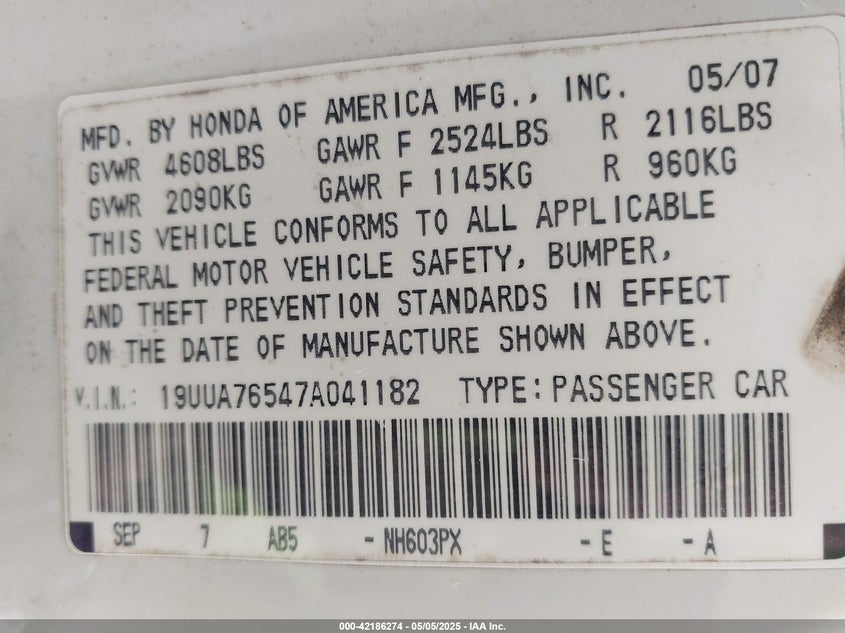 MFD. BY HONDA OF AMERICA MFG., INC. 05/07
GVWR 4608LBS GAWR F 2524LBS R 2116LBS
GVWR 2090KG GAWR F 1145KG R 960KG
THIS VEHICLE CONFORMS TO ALL APPLICABLE
FEDERAL MOTOR VEHICLE SAFETY, BUMPER,
AND THEFT PREVENTION STANDARDS IN EFFECT
ON THE DATE OF MANUFACTURE SHOWN ABOVE.
V.I.N.: 19UUA76547A041182 TYPE: PASSENGER CAR
SEP 7 AB5 - NH603PX - E - A
000-42186274 - 05/05/2025 - IAA Inc.